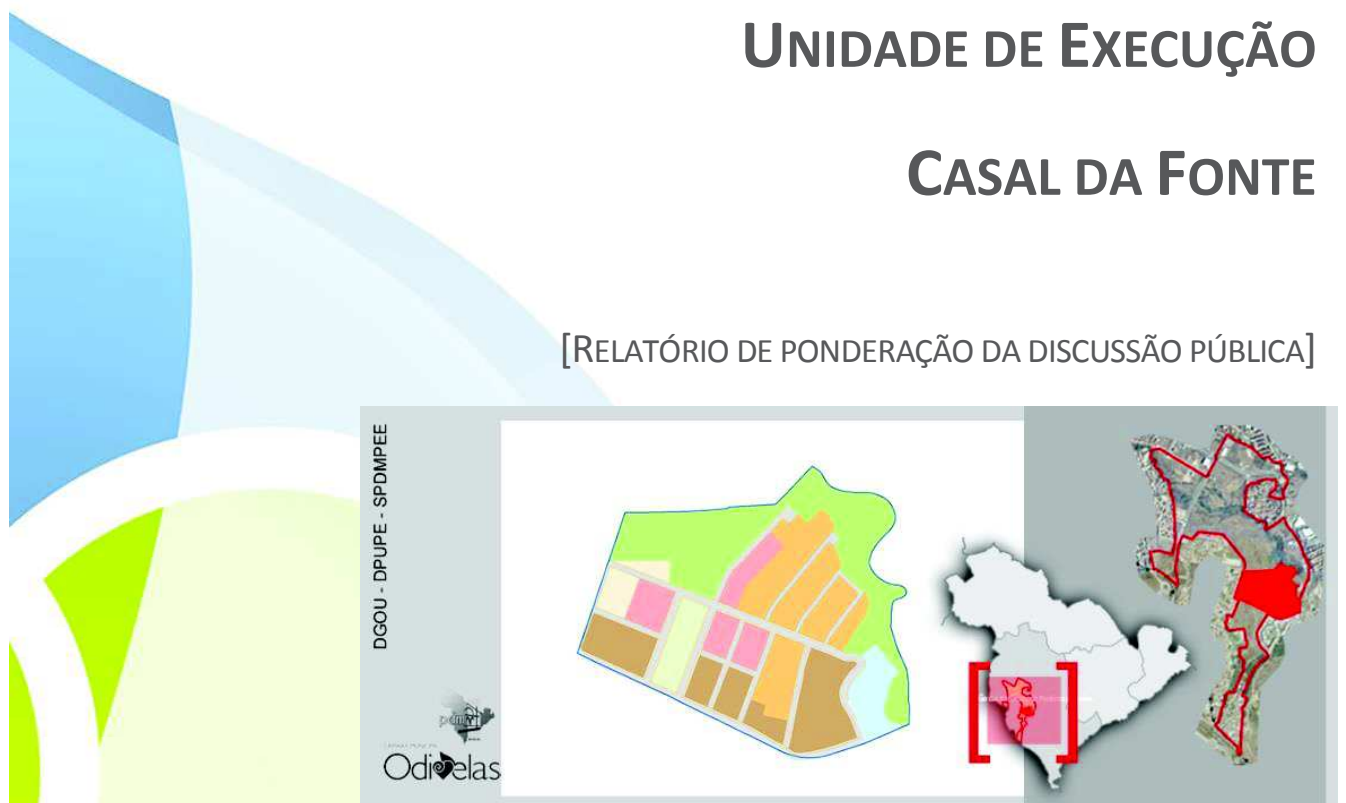 UNIDADE DE EXECUÇÃO
CASAL DA FONTE
[RELATÓRIO DE PONDERAÇÃO DA DISCUSSÃO PÚBLICA]
DGOU - DPUPE - SPDMPEE
Odivelas